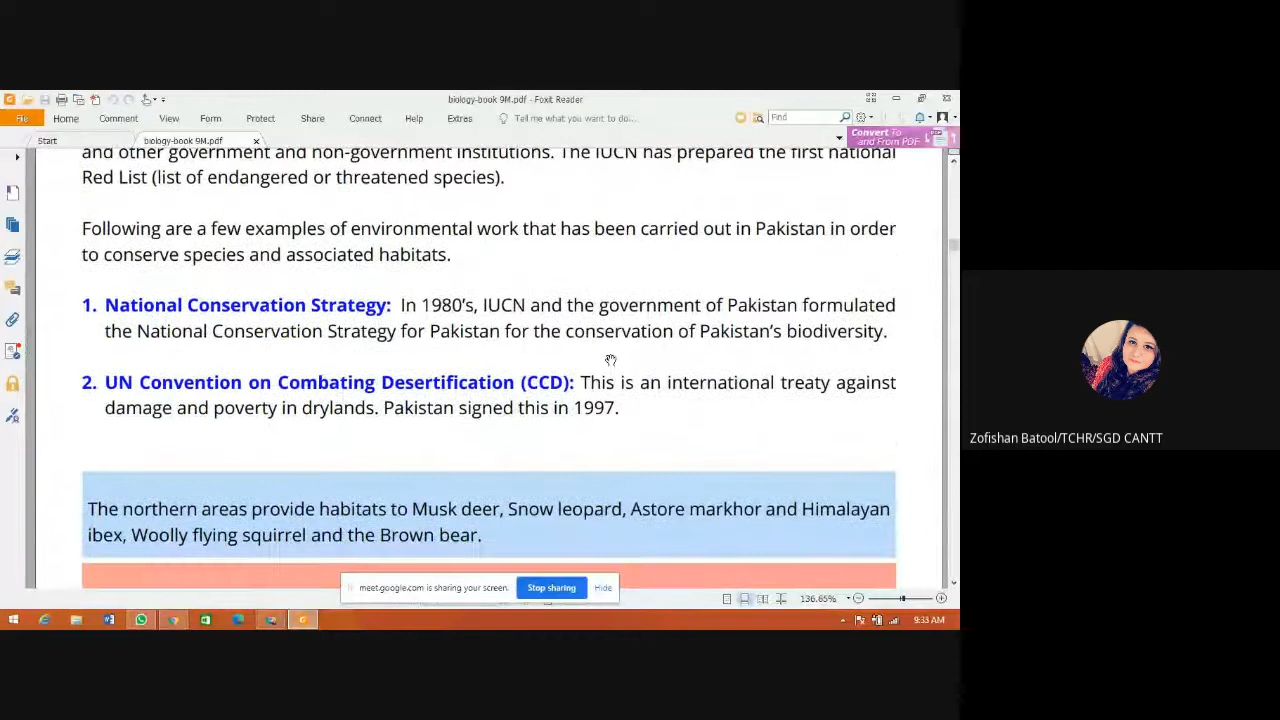 biology-book 9M.pdf - Foxit Reader
File Home Comment View Form Protect Share Connect Help Extras Tell me what you want to do... Find
Start biology-book 9M.pdf
Convert To
and From PDF
and other government and non-government institutions. The IUCN has prepared the first national
Red List (list of endangered or threatened species).
Following are a few examples of environmental work that has been carried out in Pakistan in order
to conserve species and associated habitats.
1. National Conservation Strategy: In 1980's, IUCN and the government of Pakistan formulated
the National Conservation Strategy for Pakistan for the conservation of Pakistan's biodiversity.
2. UN Convention on Combating Desertification (CCD): This is an international treaty against
damage and poverty in drylands. Pakistan signed this in 1997.
Zofishan Batool/TCHR/SGD CANTT
The northern areas provide habitats to Musk deer, Snow leopard, Astore markhor and Himalayan
ibex, Woolly flying squirrel and the Brown bear.
meet.google.com is sharing your screen. Stop sharing Hide
136.65%
9:33 AM